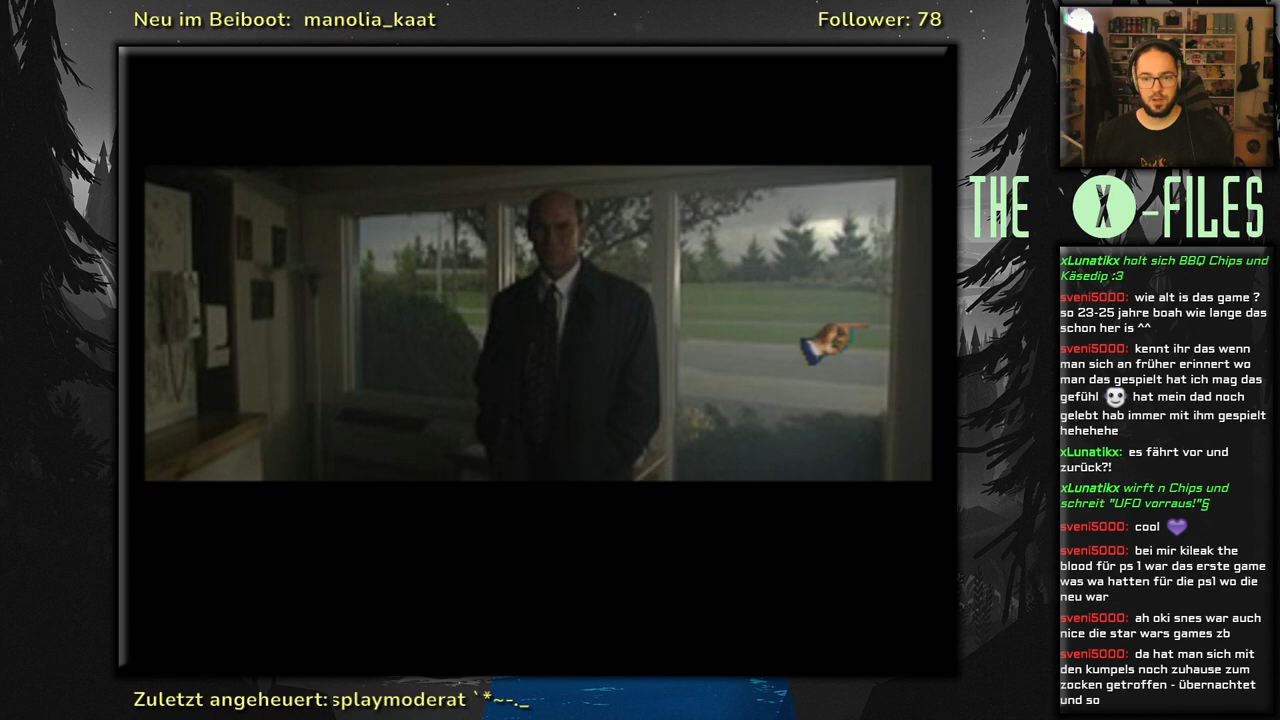 Neu im Beiboot: manolia_kaat
Follower: 78
THE X-FILES
xLunatikx holt sich BBQ Chips und
Käsedip :3
sveni5000: wie alt is das game ?
so 23-25 jahre boah wie lange das
schon her is ^^
sveni5000: kennt ihr das wenn
man sich an früher erinnert wo
man das gespielt hat ich mag das
gefühl hat mein dad noch
gelebt hab immer mit ihm gespielt
hehehehe
xLunatikx: es fährt vor und
zurück?!
xLunatikx wirft n Chips und
schreit "UFO vorraus!"§
sveni5000: cool
sveni5000: bei mir kileak the
blood für ps 1 war das erste game
was wa hatten für die ps1 wo die
neu war
sveni5000: ah oki snes war auch
nice die star wars games zb
sveni5000: da hat man sich mit
den kumpels noch zuhause zum
zocken getroffen - übernachtet
und so
Zuletzt angeheuert: splaymoderat `*~-._